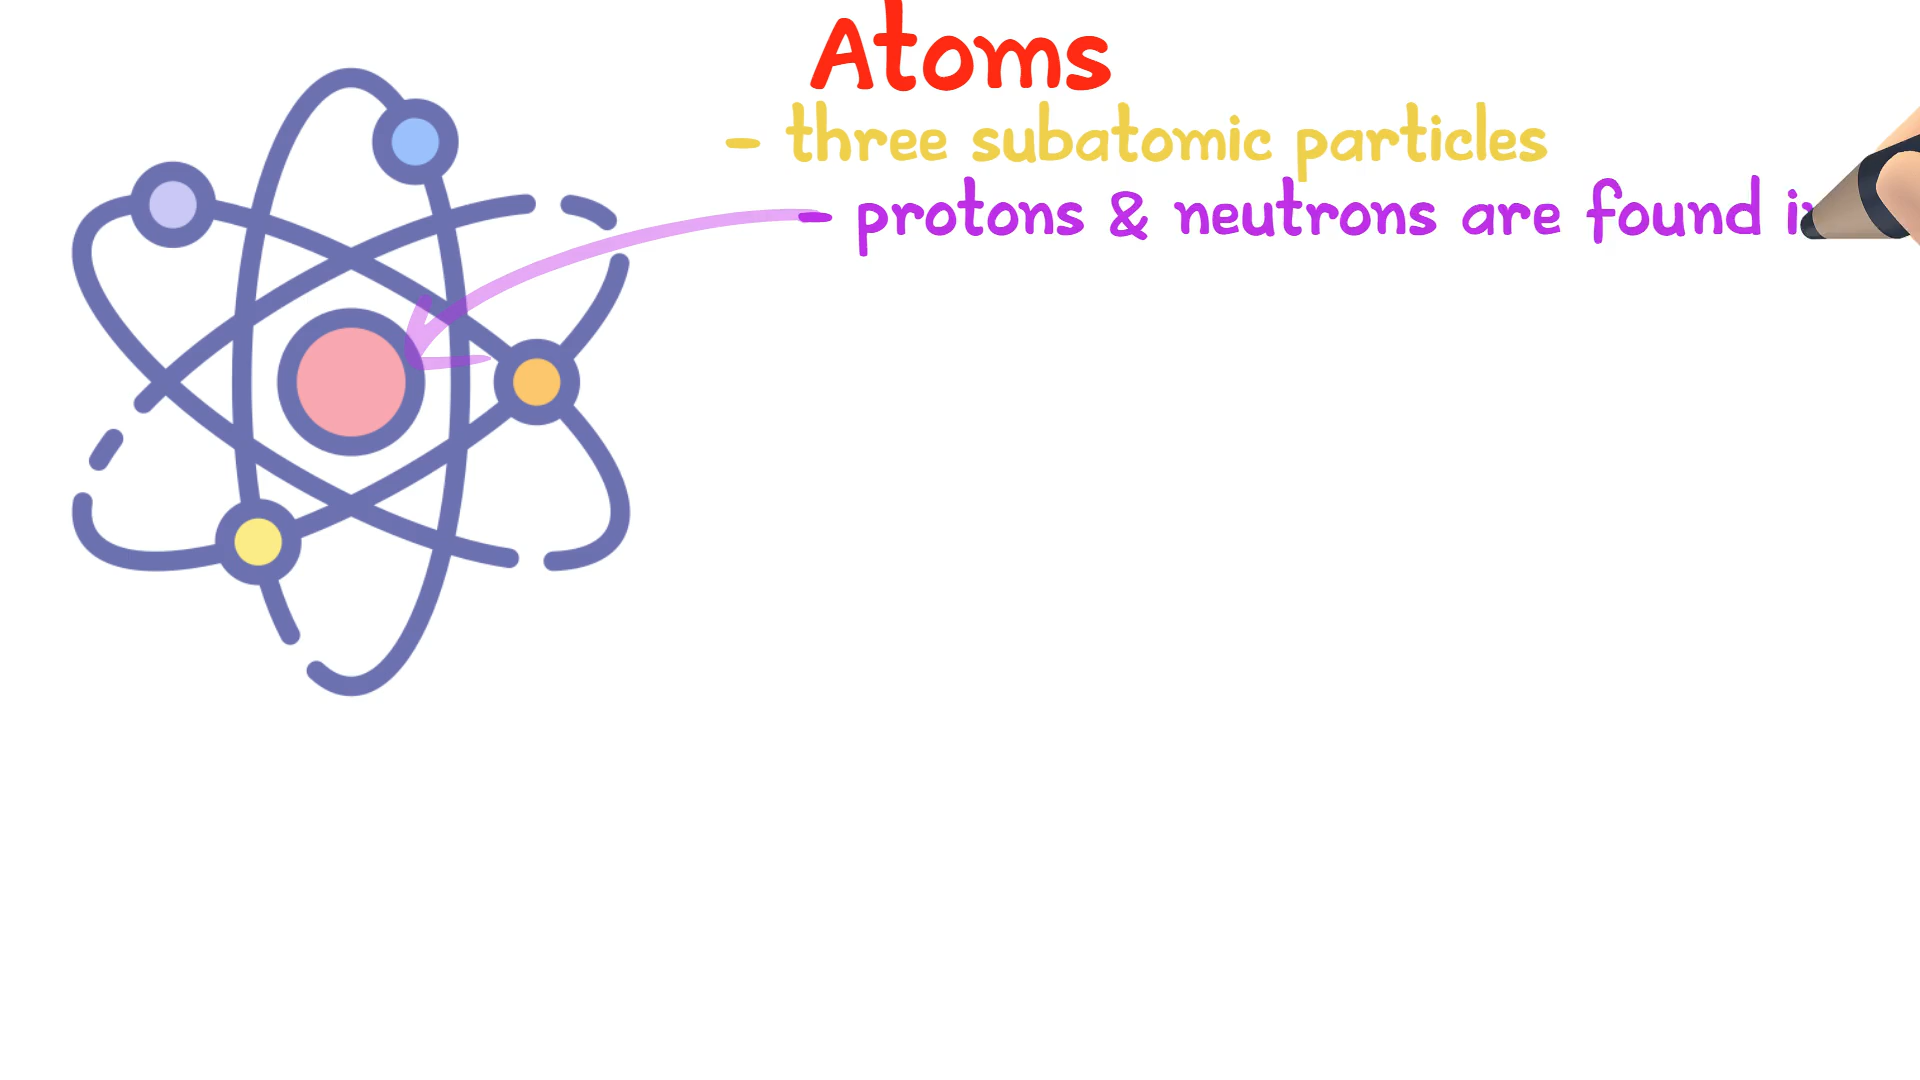 Atoms
- three subatomic particles
- protons & neutrons are found